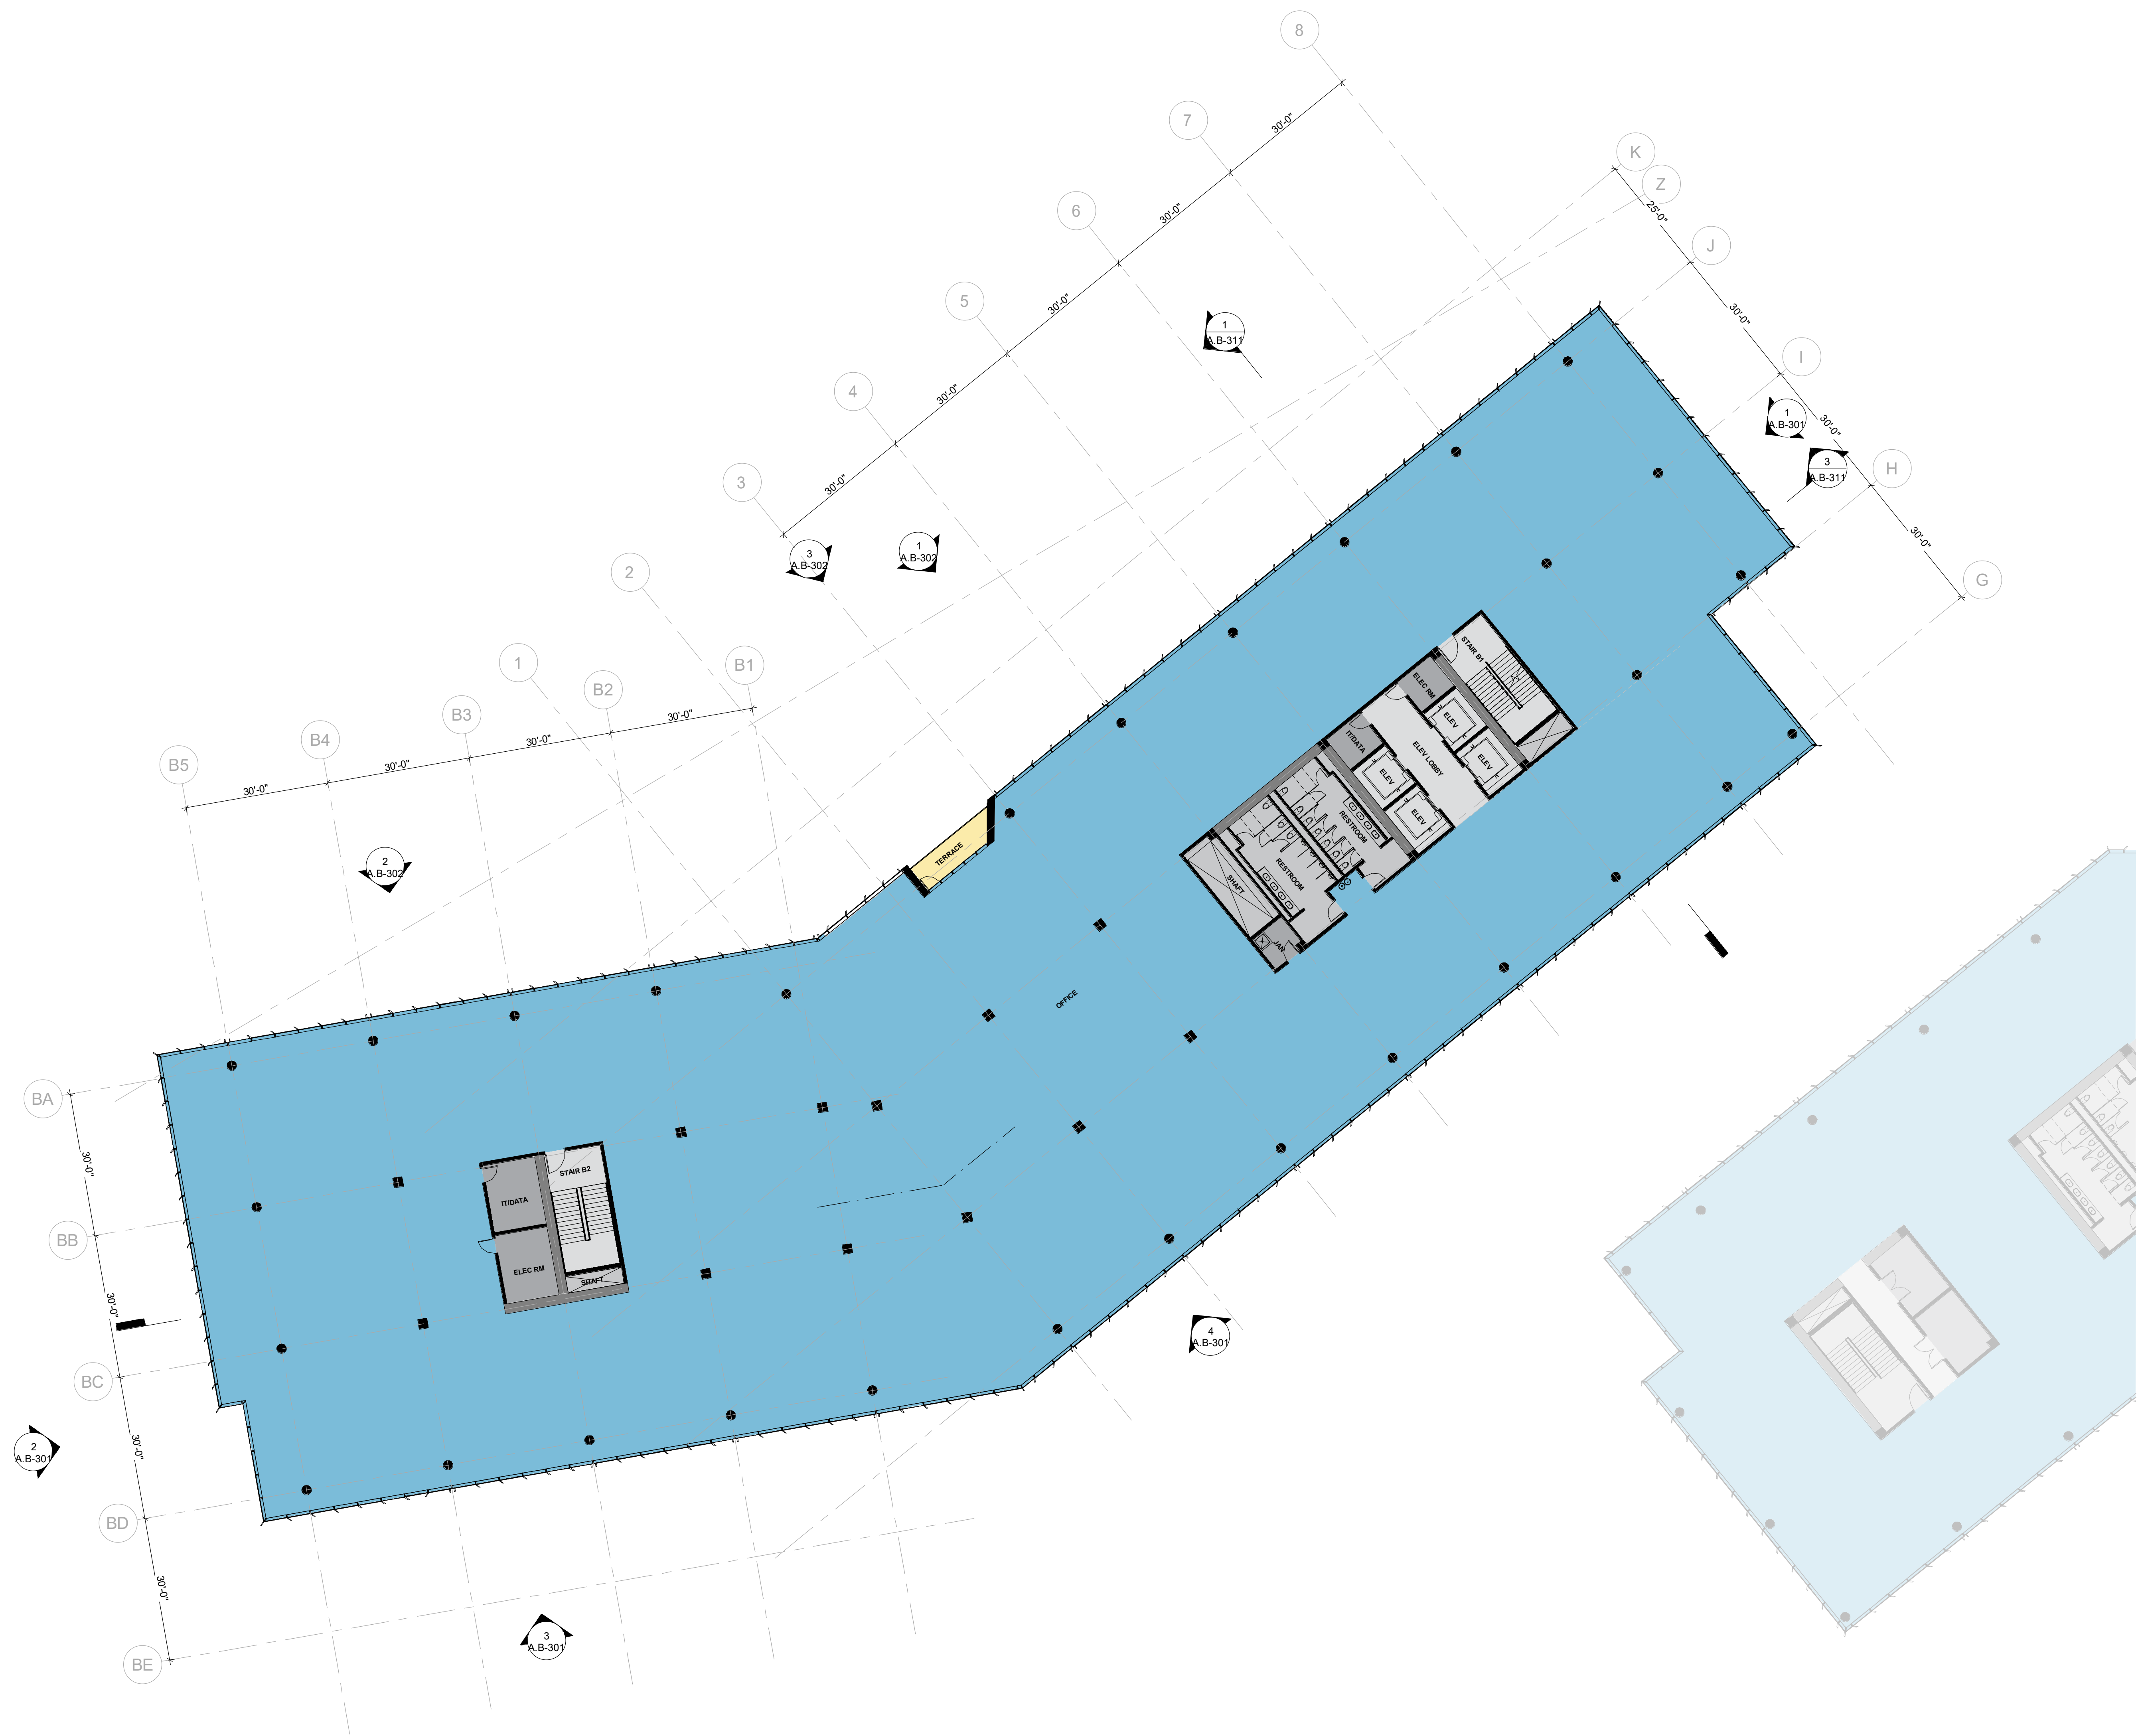 8
7
K
Z
30'-0"
6
25'-0"
J
30'-0"
5
30'-0"
1
A.B-311
30'-0"
I
4
30'-0"
1
A.B-301
30'-0"
3
A.B-311
H
3
30'-0"
30'-0"
G
2
3
A.B-302
1
A.B-302
1
B1
B2
30'-0"
B3
30'-0"
B4
30'-0"
B5
30'-0"
2
A.B-302
STAIR B1
ELEC RM
ELEV
IT/DATA
ELEV LOBBY
ELEV
ELEV
ELEV
RESTROOM
RESTROOM
SHAFT
JAN
TERRACE
OFFICE
BA
30'-0"
STAIR B2
IT/DATA
BB
ELEC RM
SHAFT
30'-0"
BC
30'-0"
2
A.B-301
4
A.B-301
BD
30'-0"
3
A.B-301
BE